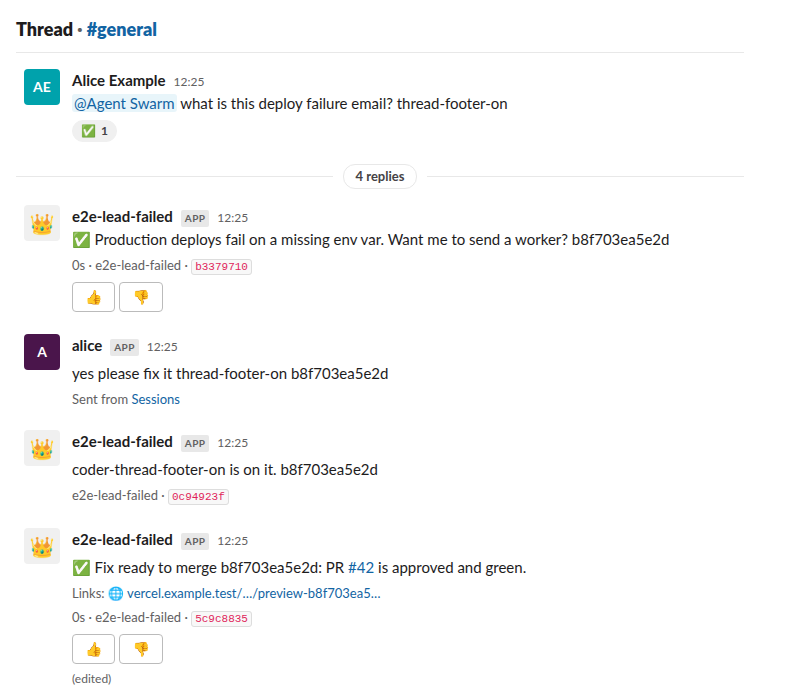 Thread • #general
AE
Alice Example 12:25
@Agent Swarm what is this deploy failure email? thread-footer-on
✅ 1
4 replies
e2e-lead-failed APP 12:25
✅ Production deploys fail on a missing env var. Want me to send a worker? b8f703ea5e2d
0s · e2e-lead-failed · b3379710
👍 👎
A
alice APP 12:25
yes please fix it thread-footer-on b8f703ea5e2d
Sent from Sessions
e2e-lead-failed APP 12:25
coder-thread-footer-on is on it. b8f703ea5e2d
e2e-lead-failed · 0c94923f
e2e-lead-failed APP 12:25
✅ Fix ready to merge b8f703ea5e2d: PR #42 is approved and green.
Links: 🌐 vercel.example.test/.../preview-b8f703ea5...
0s · e2e-lead-failed · 5c9c8835
👍 👎
(edited)